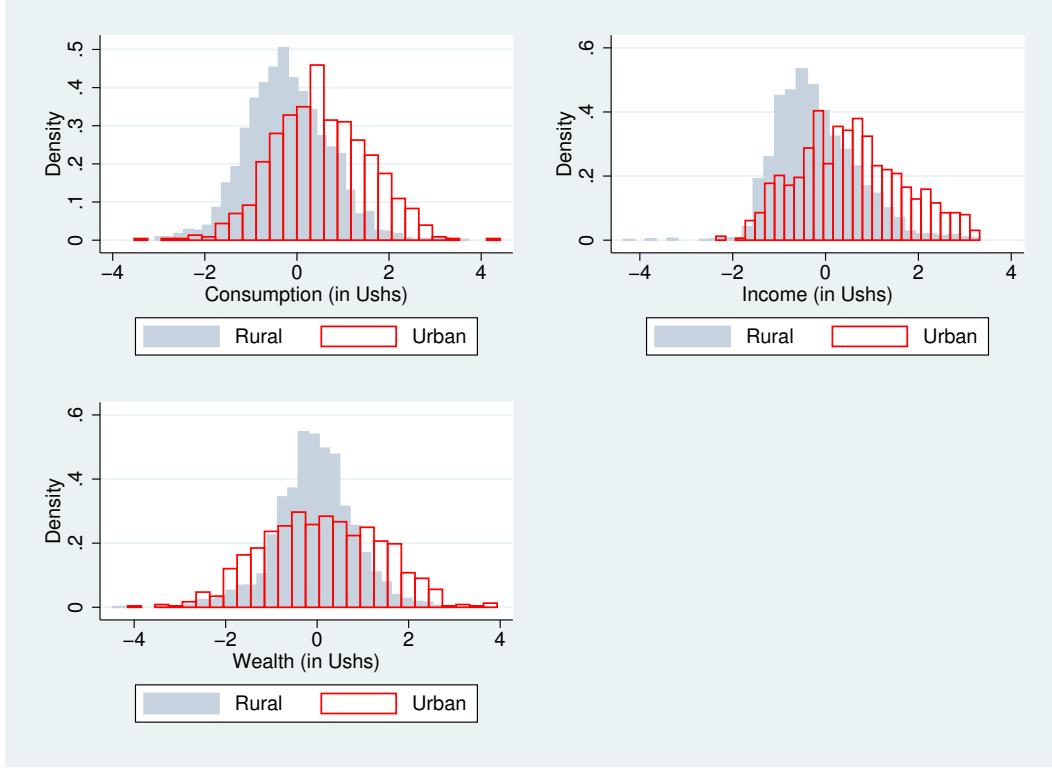 Density
0 .1 .2 .3 .4 .5
−4 −2 0 2 4
Consumption (in Ushs)
Rural Urban
Density
0 .2 .4 .6
−4 −2 0 2 4
Income (in Ushs)
Rural Urban
Density
0 .2 .4 .6
−4 −2 0 2 4
Wealth (in Ushs)
Rural Urban